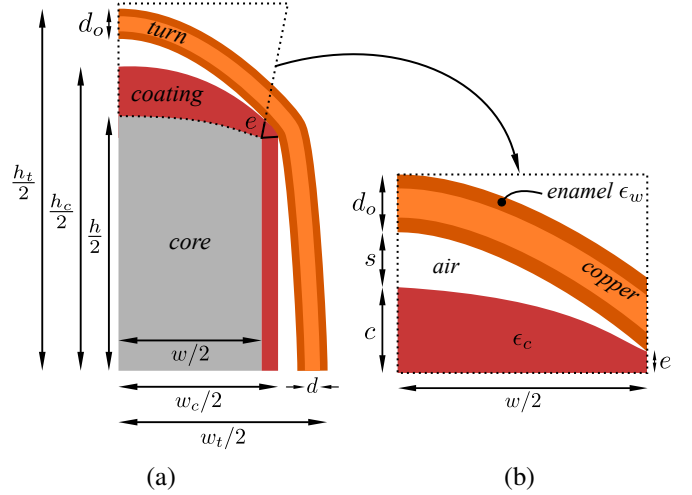 d_o
turn
coating
e
h_t/2
h_c/2
h/2
core
w/2
d
w_c/2
w_t/2
(a)
enamel ϵ_w
d_o
copper
s
air
c
ϵ_c
e
w/2
(b)